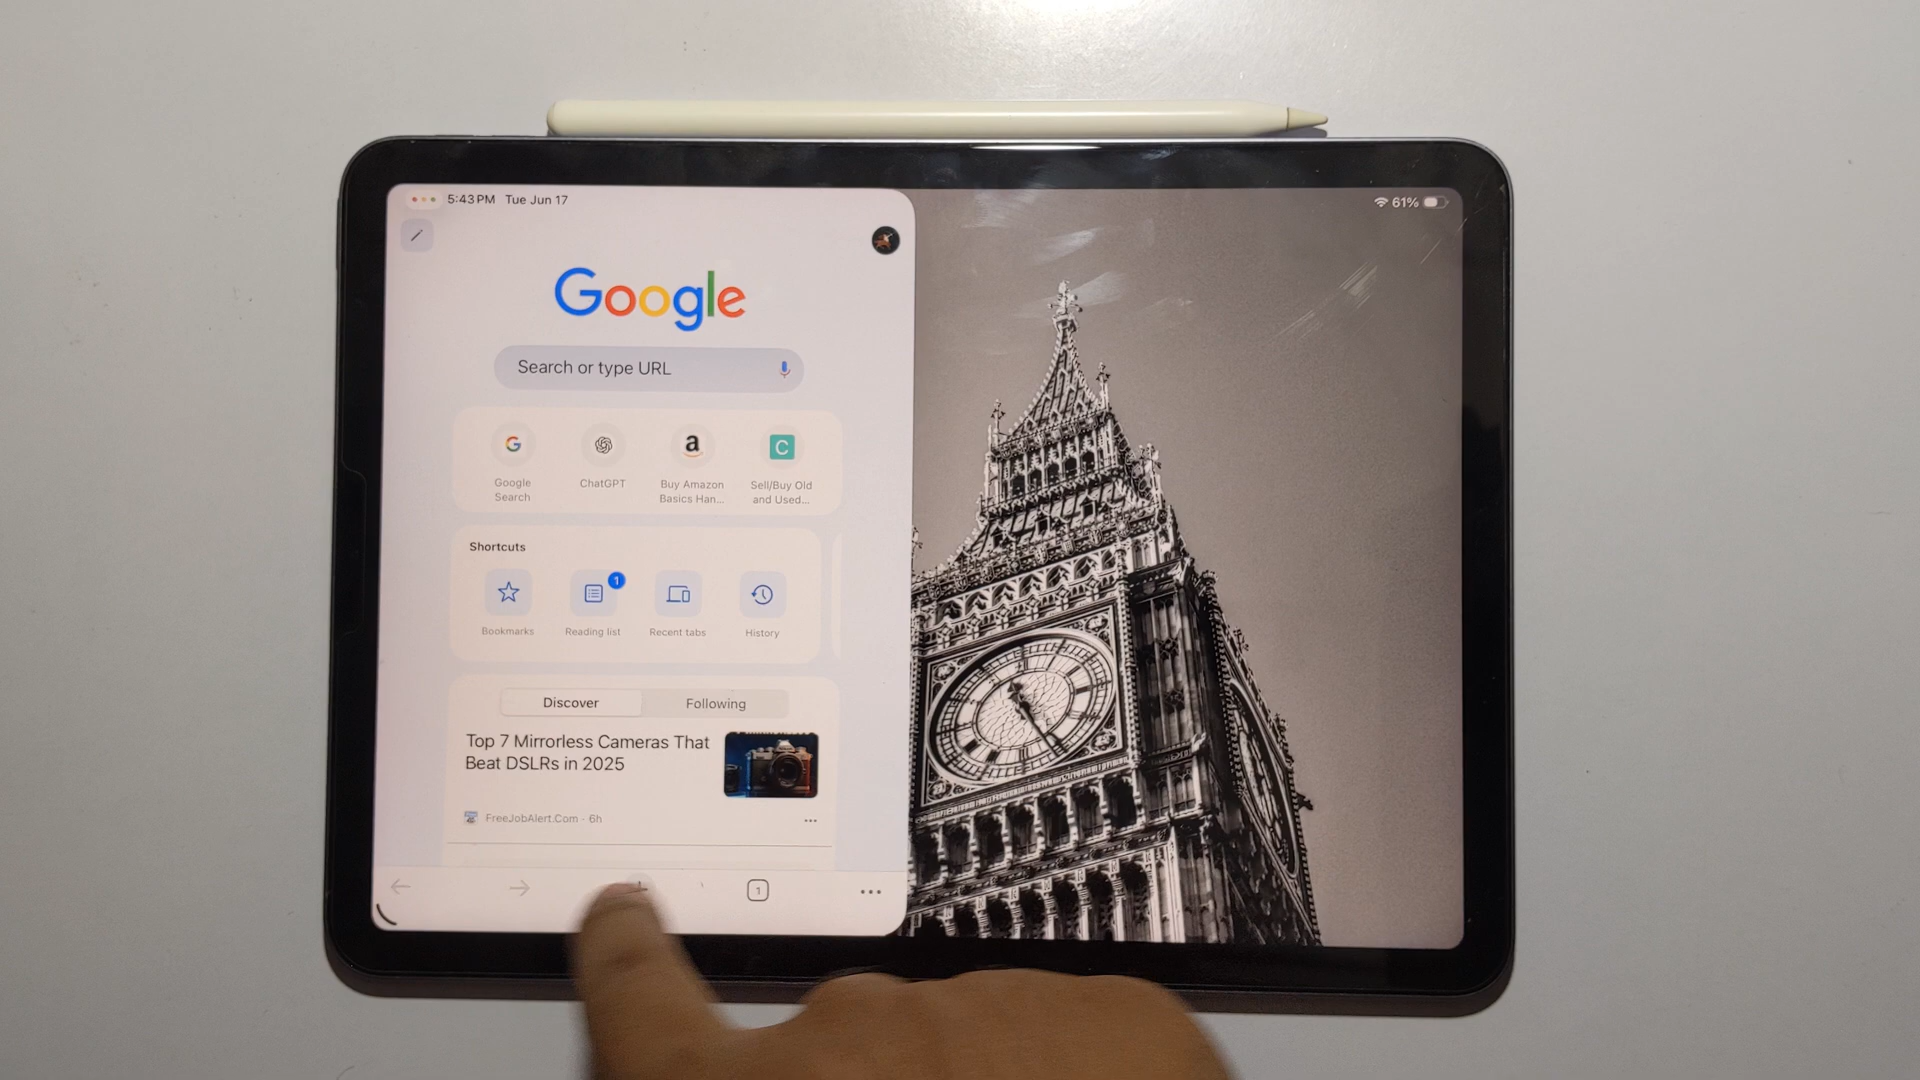 5:43 PM Tue Jun 17
61%
Google
Search or type URL
Google
Search
ChatGPT
Buy Amazon
Basics Han...
Sell/Buy Old
and Used...
Shortcuts
1
Bookmarks
Reading list
Recent tabs
History
Discover
Following
Top 7 Mirrorless Cameras That
Beat DSLRs in 2025
FreeJobAlert.Com · 6h
1